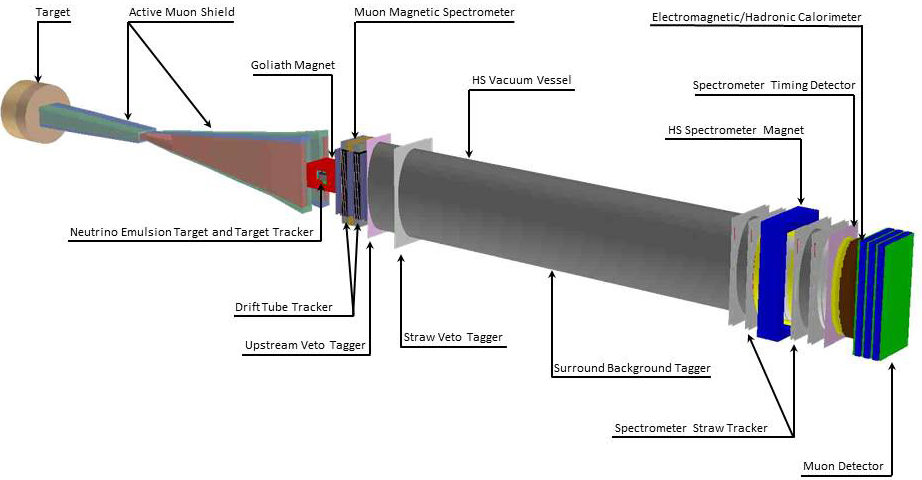 Target
Active Muon Shield
Muon Magnetic Spectrometer
Electromagnetic/Hadronic Calorimeter
Goliath Magnet
HS Vacuum Vessel
Spectrometer Timing Detector
HS Spectrometer Magnet
Neutrino Emulsion Target and Target Tracker
Drift Tube Tracker
Upstream Veto Tagger
Straw Veto Tagger
Surround Background Tagger
Spectrometer Straw Tracker
Muon Detector